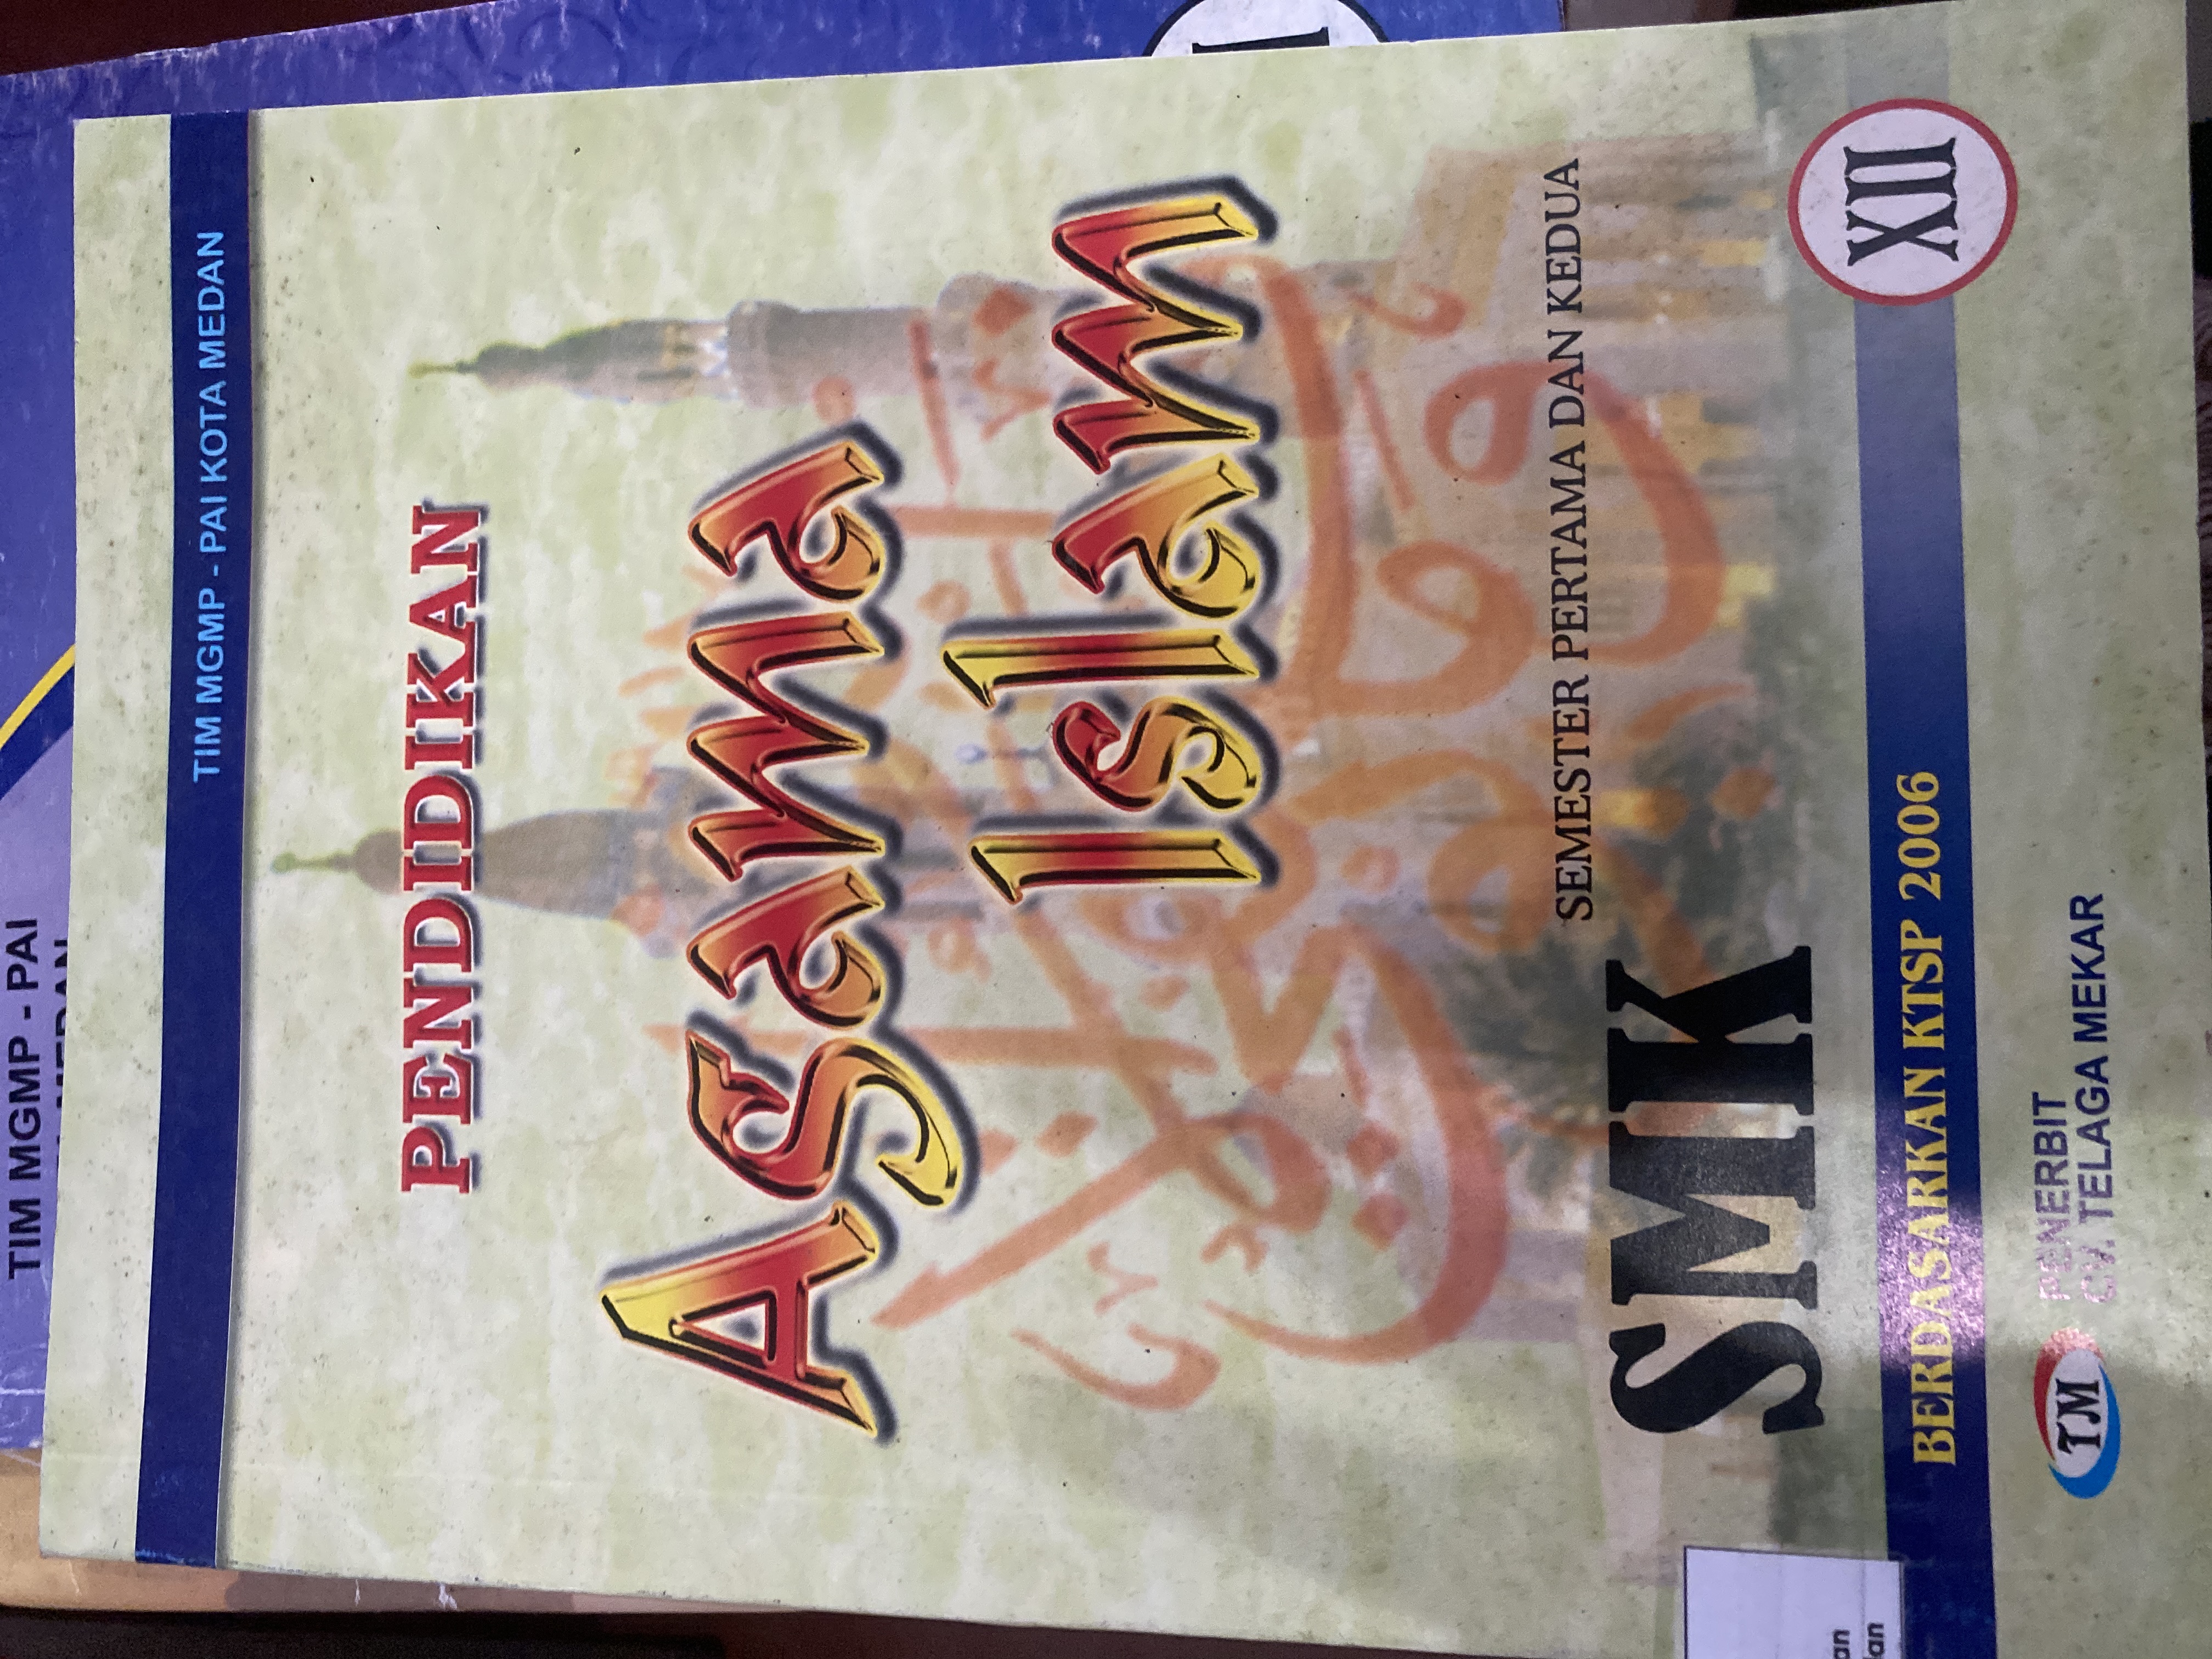 TIM MGMP - PAI KOTA MEDAN
PENDIDIKAN
Agama
Islam
SEMESTER PERTAMA DAN KEDUA
SMK
XII
BERDASARKAN KTSP 2006
TM
PENERBIT
CV. TELAGA MEKAR
TIM MGMP - PAI
an